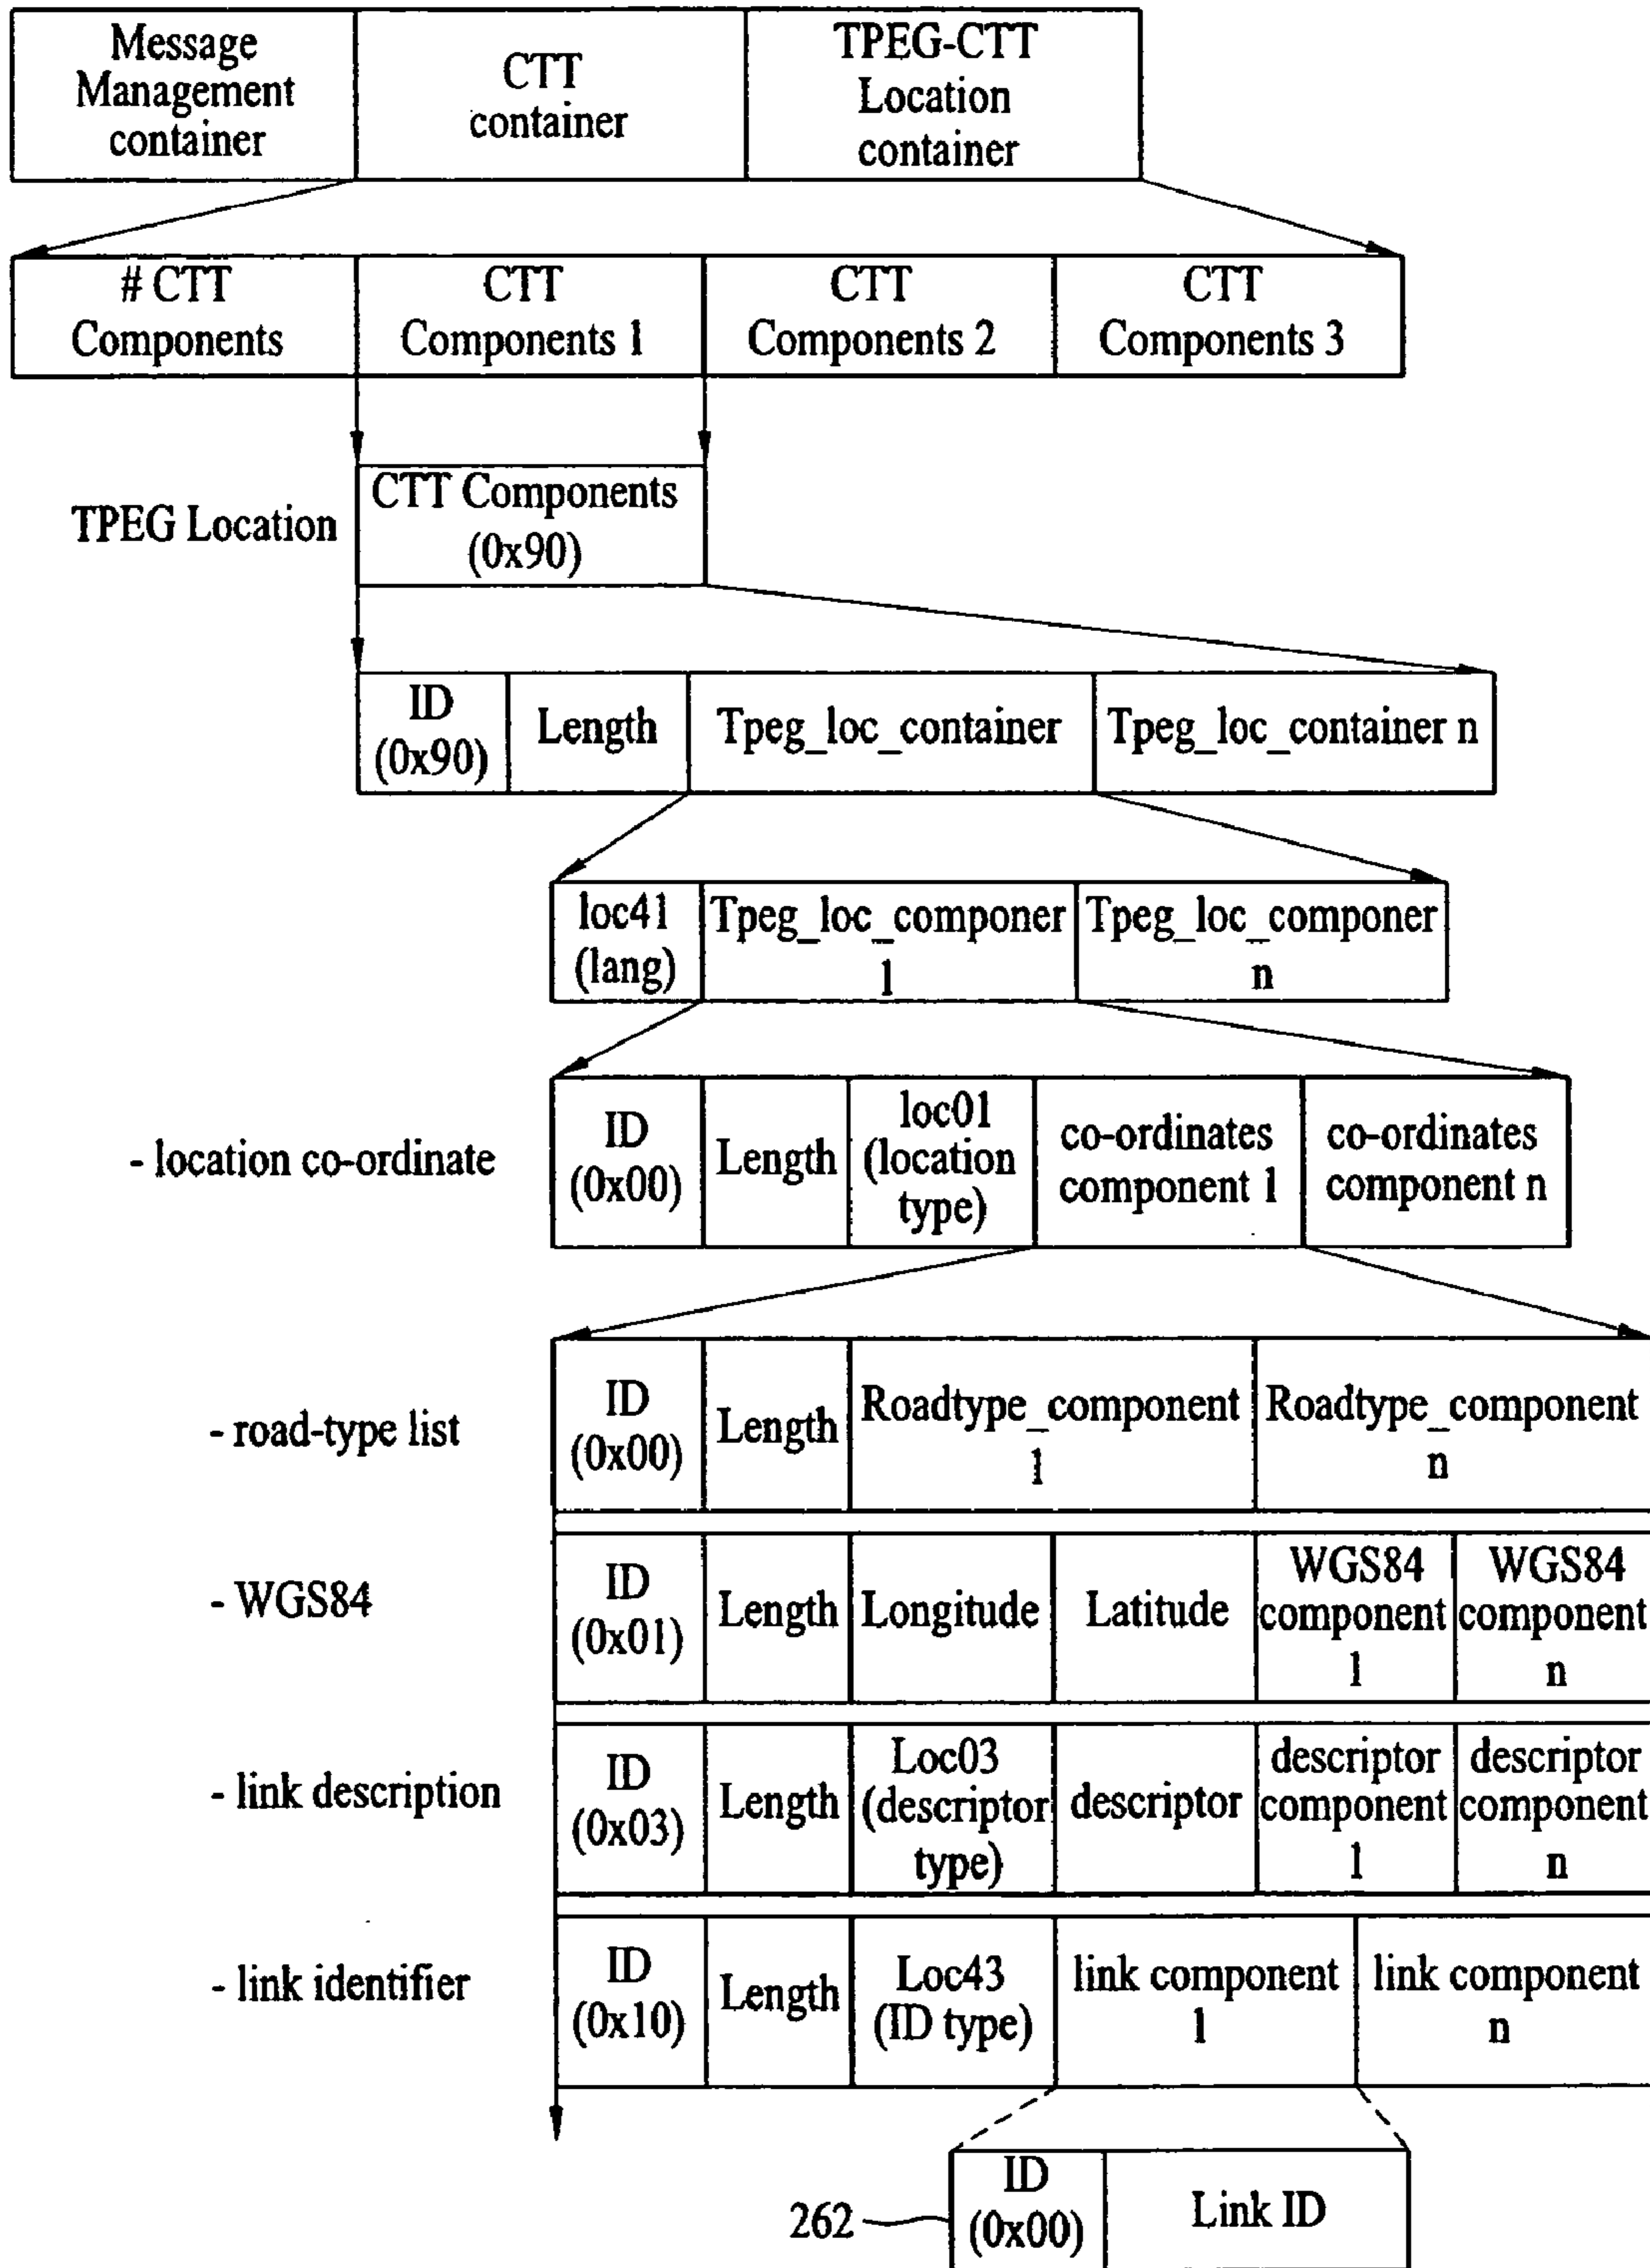 Message
Management
container
CTT
container
TPEG-CTT
Location
container
# CTT
Components
CTT
Components 1
CTT
Components 2
CTT
Components 3
TPEG Location
CTT Components
(0x90)
ID
(0x90)
Length
Tpeg_loc_container
Tpeg_loc_container n
loc41
(lang)
Tpeg_loc_componer
1
Tpeg_loc_componer
n
- location co-ordinate
ID
(0x00)
Length
loc01
(location
type)
co-ordinates
component 1
co-ordinates
component n
- road-type list
ID
(0x00)
Length
Roadtype_component
1
Roadtype_component
n
- WGS84
ID
(0x01)
Length
Longitude
Latitude
WGS84
component
1
WGS84
component
n
- link description
ID
(0x03)
Length
Loc03
(descriptor
type)
descriptor
descriptor
component
1
descriptor
component
n
- link identifier
ID
(0x10)
Length
Loc43
(ID type)
link component
1
link component
n
262
ID
(0x00)
Link ID